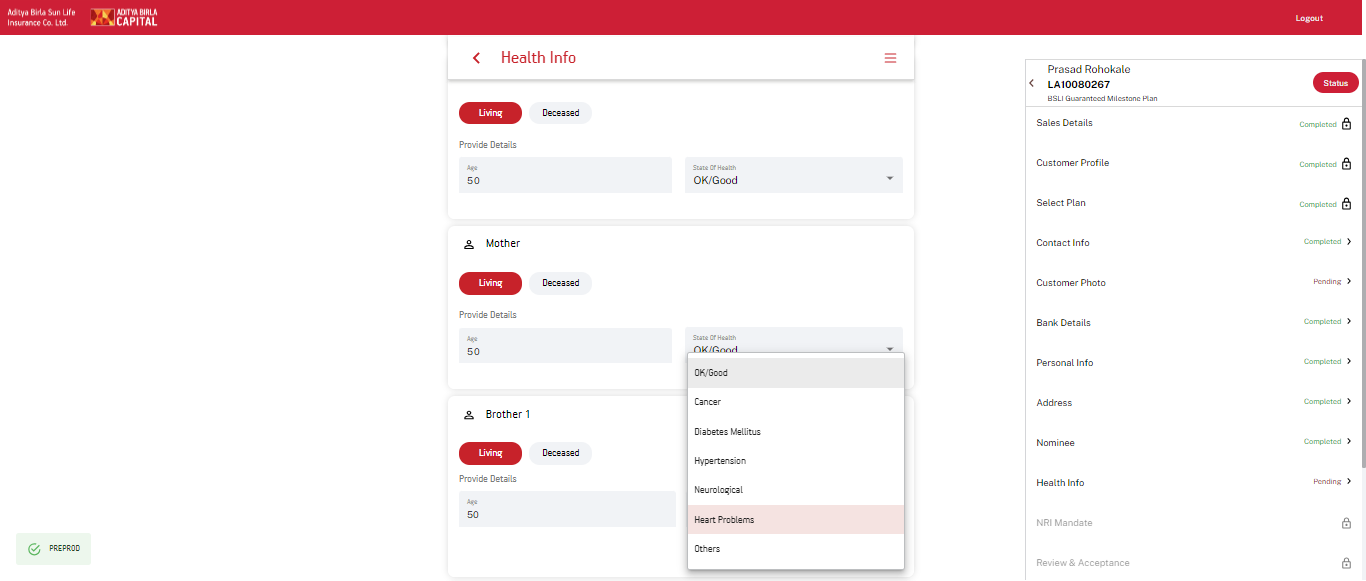 Aditya Birla Sun Life
Insurance Co. Ltd.
ADITYA BIRLA
CAPITAL
Logout
Health Info
Living
Deceased
Provide Details
Age
50
State Of Health
OK/Good
Mother
Living
Deceased
Provide Details
Age
50
State Of Health
OK/Good
OK/Good
Cancer
Diabetes Mellitus
Hypertension
Neurological
Heart Problems
Others
Brother 1
Living
Deceased
Provide Details
Age
50
PREPROD
Prasad Rohokale
LA10080267
BSLI Guaranteed Milestone Plan
Status
Sales Details Completed
Customer Profile Completed
Select Plan Completed
Contact Info Completed
Customer Photo Pending
Bank Details Completed
Personal Info Completed
Address Completed
Nominee Completed
Health Info Pending
NRI Mandate
Review & Acceptance